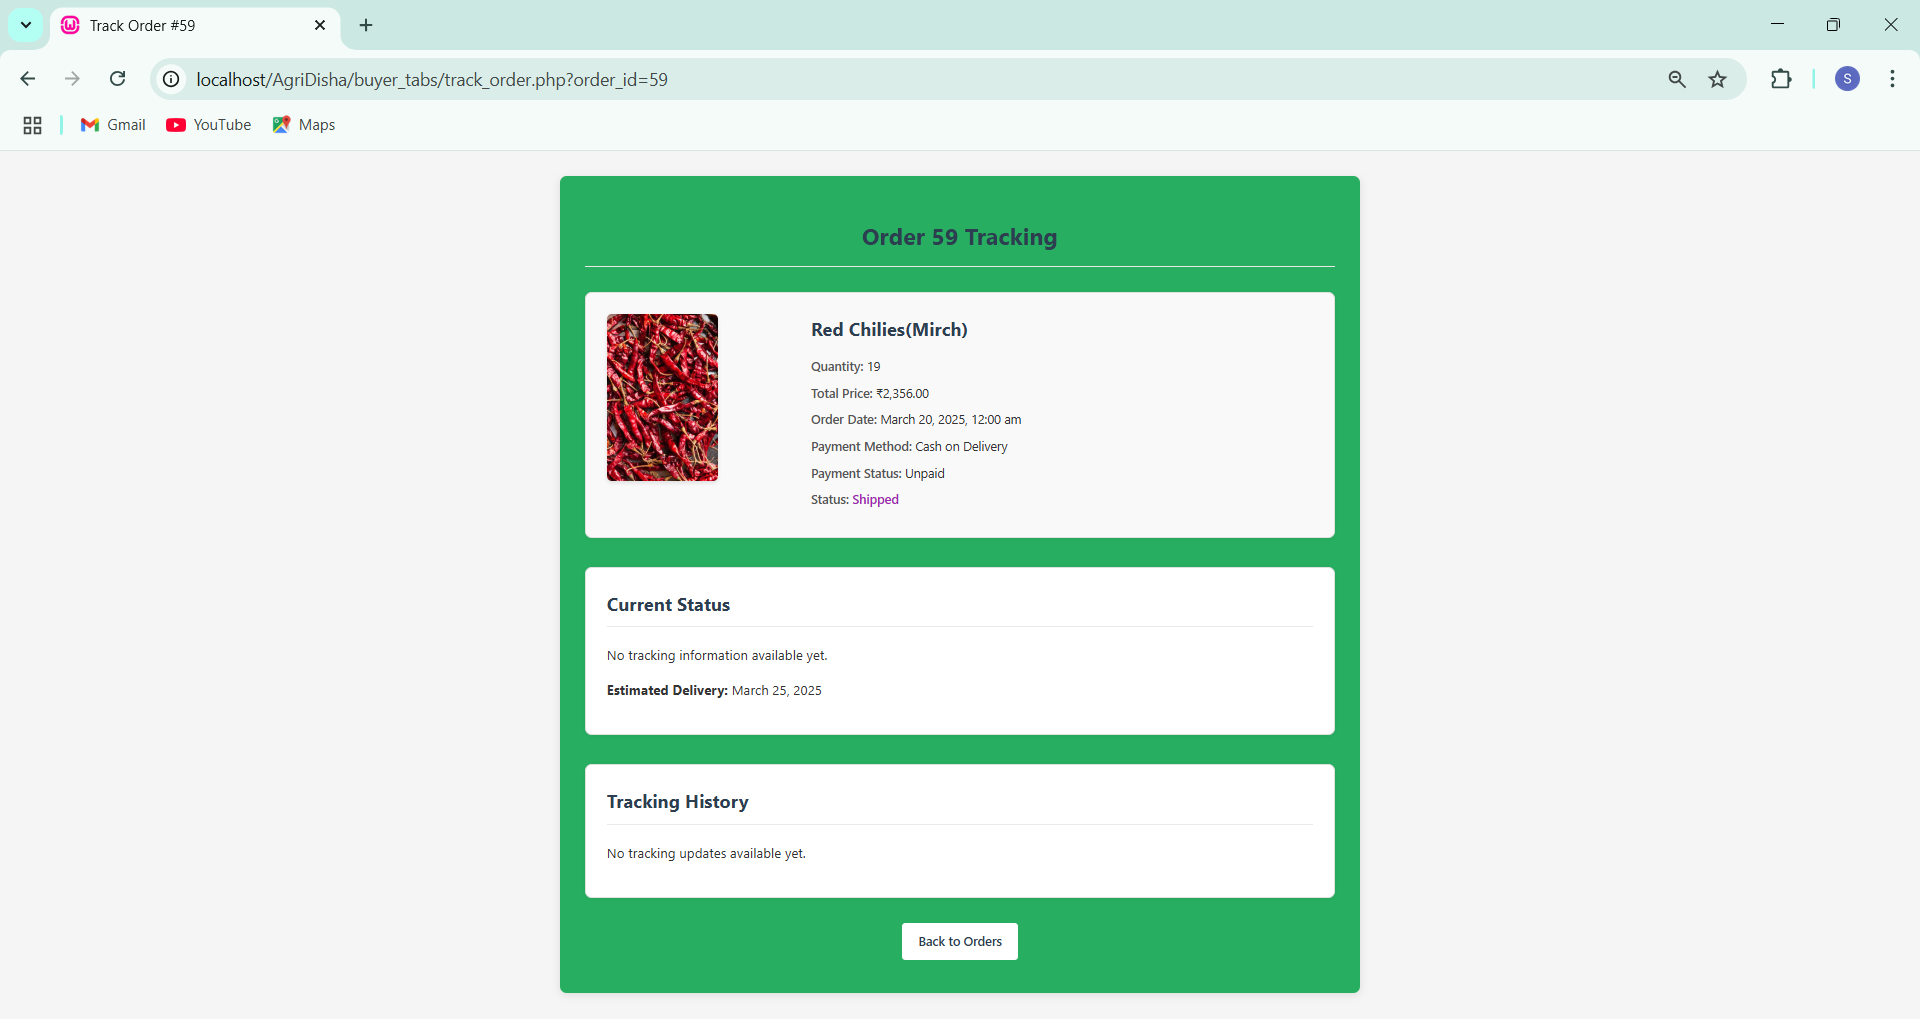 Track Order #59
localhost/AgriDisha/buyer_tabs/track_order.php?order_id=59
S
Gmail
YouTube
Maps
Order 59 Tracking
Red Chilies(Mirch)
Quantity: 19
Total Price: ₹2,356.00
Order Date: March 20, 2025, 12:00 am
Payment Method: Cash on Delivery
Payment Status: Unpaid
Status: Shipped
Current Status
No tracking information available yet.
Estimated Delivery: March 25, 2025
Tracking History
No tracking updates available yet.
Back to Orders